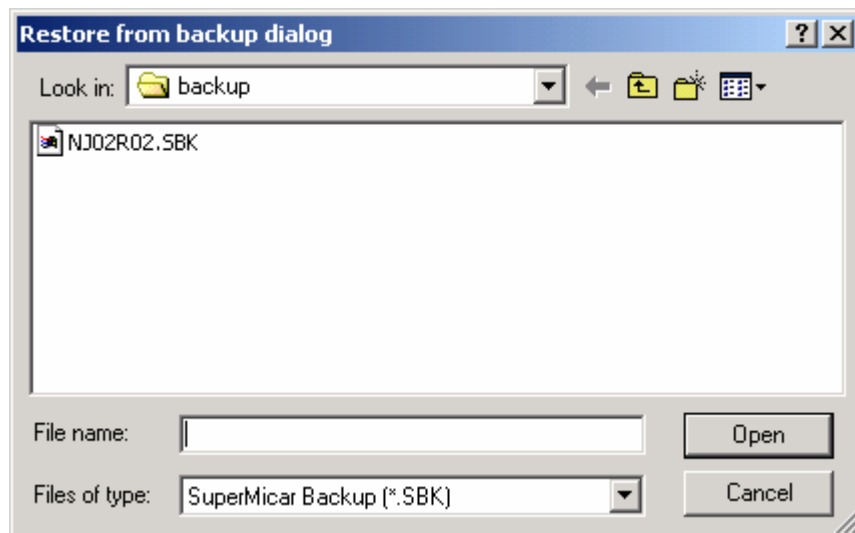 Restore from backup dialog
Look in: backup
NJ02R02.SBK
File name: Open
Files of type: SuperMicar Backup (*.SBK) Cancel